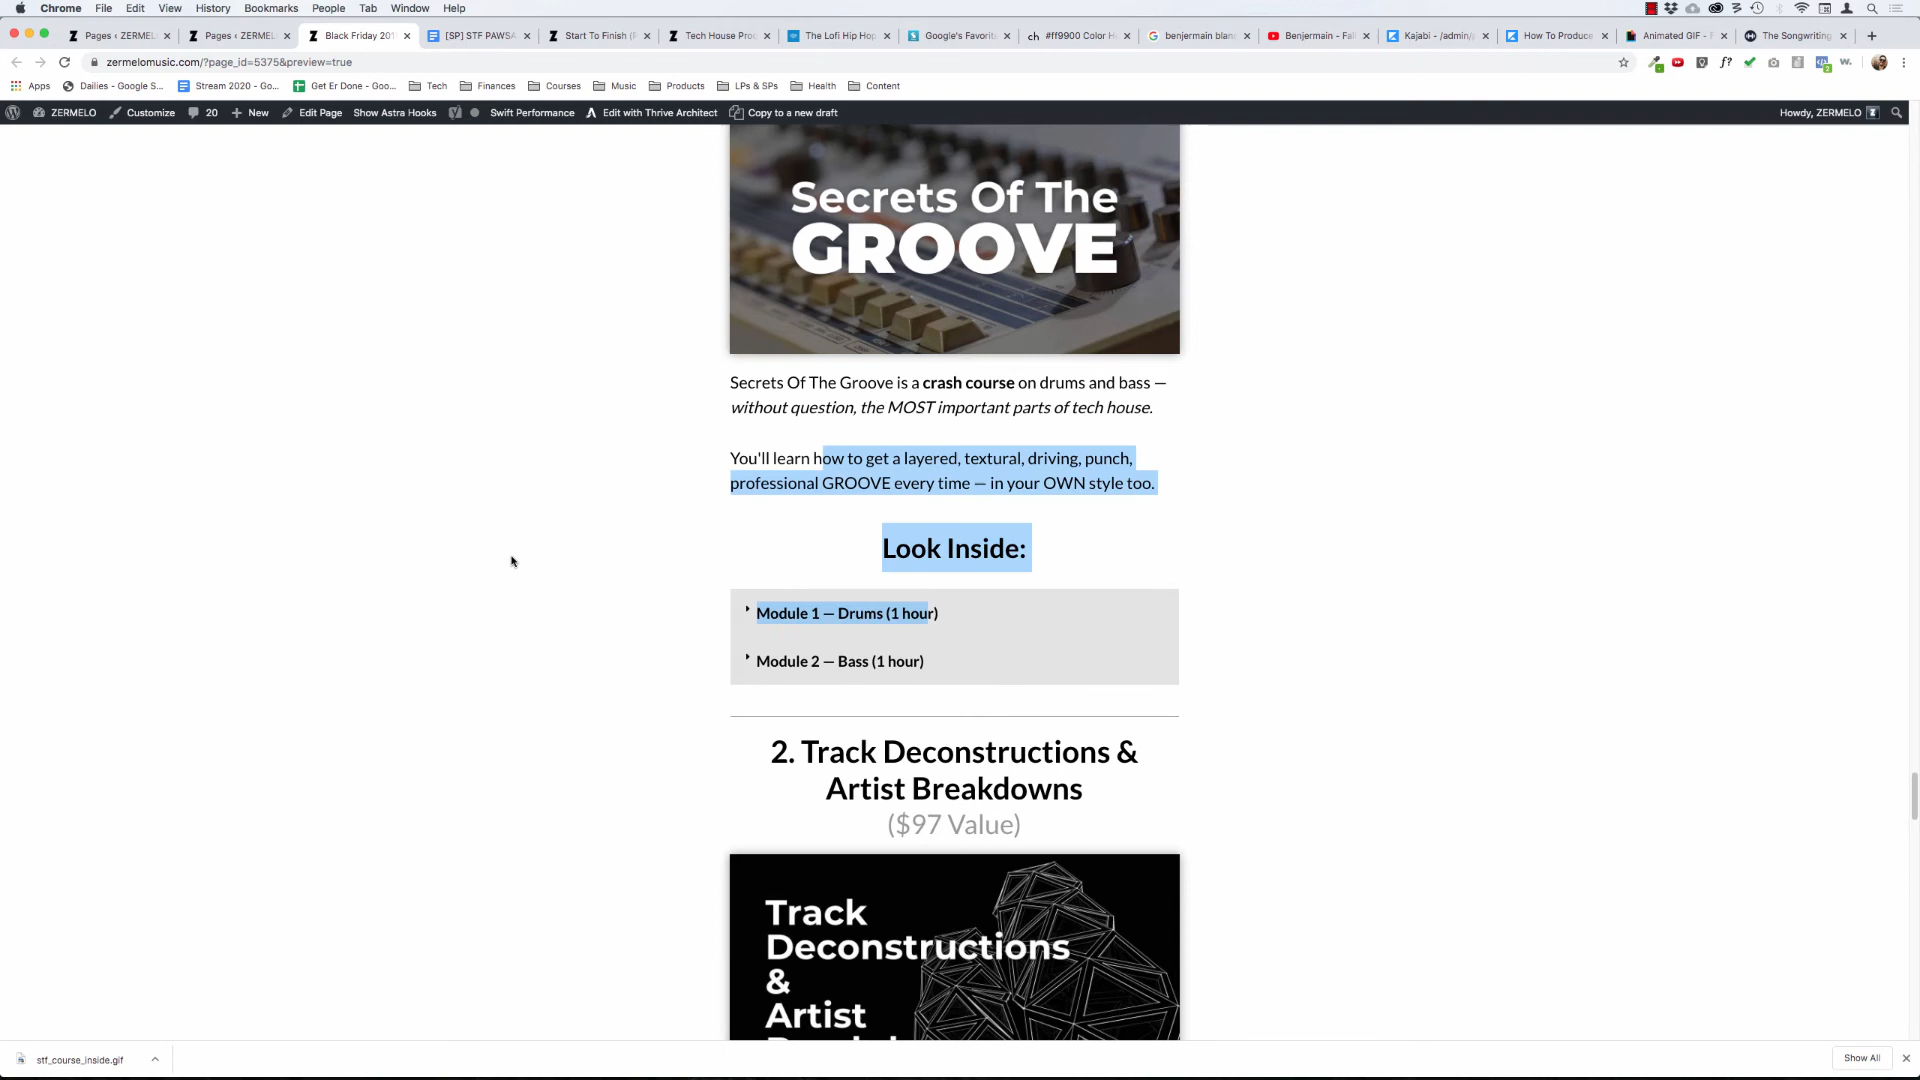 Chrome File Edit View History Bookmarks People Tab Window Help
Pages ‹ ZERMEL
Pages ‹ ZERMEL
Black Friday 201
[SP] STF PAWSA
Start To Finish (P
Tech House Proc
The Lofi Hip Hop
Google's Favorit
#ff9900 Color H
benjermain blan
Benjermain - Fal
Kajabi - /admin/
How To Produce
Animated GIF - F
The Songwriting
zermelomusic.com/?page_id=5375&preview=true
Apps Dailies - Google S... Stream 2020 - Go... Get Er Done - Goo... Tech Finances Courses Music Products LPs & SPs Health Content
ZERMELO Customize 20 New Edit Page Show Astra Hooks Swift Performance Edit with Thrive Architect Copy to a new draft Howdy, ZERMELO
Secrets Of The
GROOVE
Secrets Of The Groove is a crash course on drums and bass —
without question, the MOST important parts of tech house.
You'll learn how to get a layered, textural, driving, punch,
professional GROOVE every time — in your OWN style too.
Look Inside:
Module 1 — Drums (1 hour)
Module 2 — Bass (1 hour)
2. Track Deconstructions &
Artist Breakdowns
($97 Value)
Track
Deconstructions
&
Artist
stf_course_inside.gif
Show All